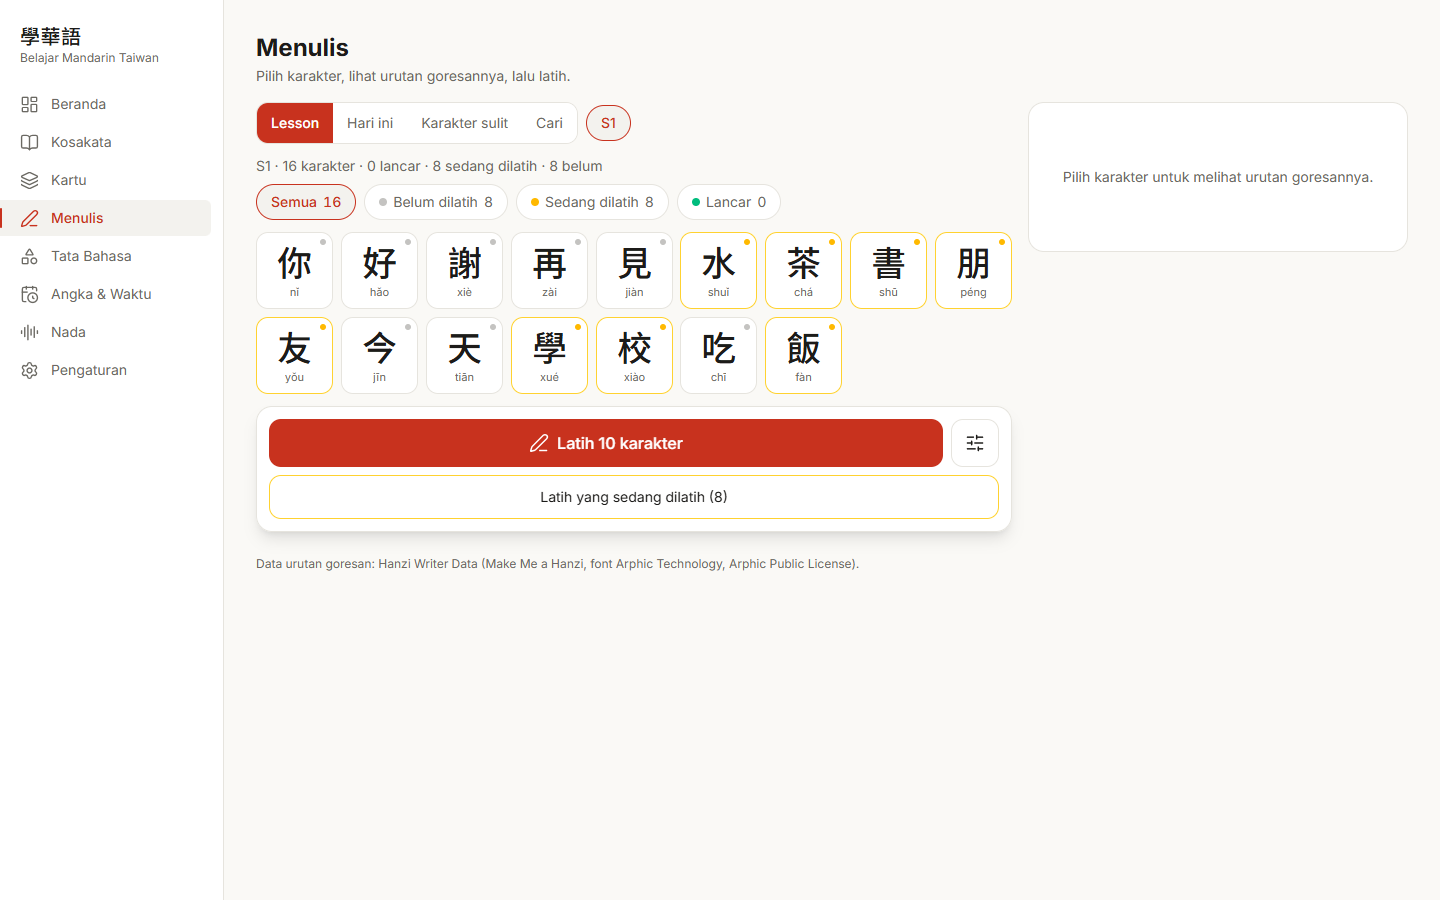 學華語
Belajar Mandarin Taiwan
Beranda
Kosakata
Kartu
Menulis
Tata Bahasa
Angka & Waktu
Nada
Pengaturan
Menulis
Pilih karakter, lihat urutan goresannya, lalu latih.
Lesson Hari ini Karakter sulit Cari S1
S1 · 16 karakter · 0 lancar · 8 sedang dilatih · 8 belum
Semua 16 Belum dilatih 8 Sedang dilatih 8 Lancar 0
你 好 謝 再 見 水 茶 書 朋
nǐ hǎo xiè zài jiàn shuǐ chá shū péng
友 今 天 學 校 吃 飯
yǒu jīn tiān xué xiào chī fàn
Latih 10 karakter
Latih yang sedang dilatih (8)
Data urutan goresan: Hanzi Writer Data (Make Me a Hanzi, font Arphic Technology, Arphic Public License).
Pilih karakter untuk melihat urutan goresannya.